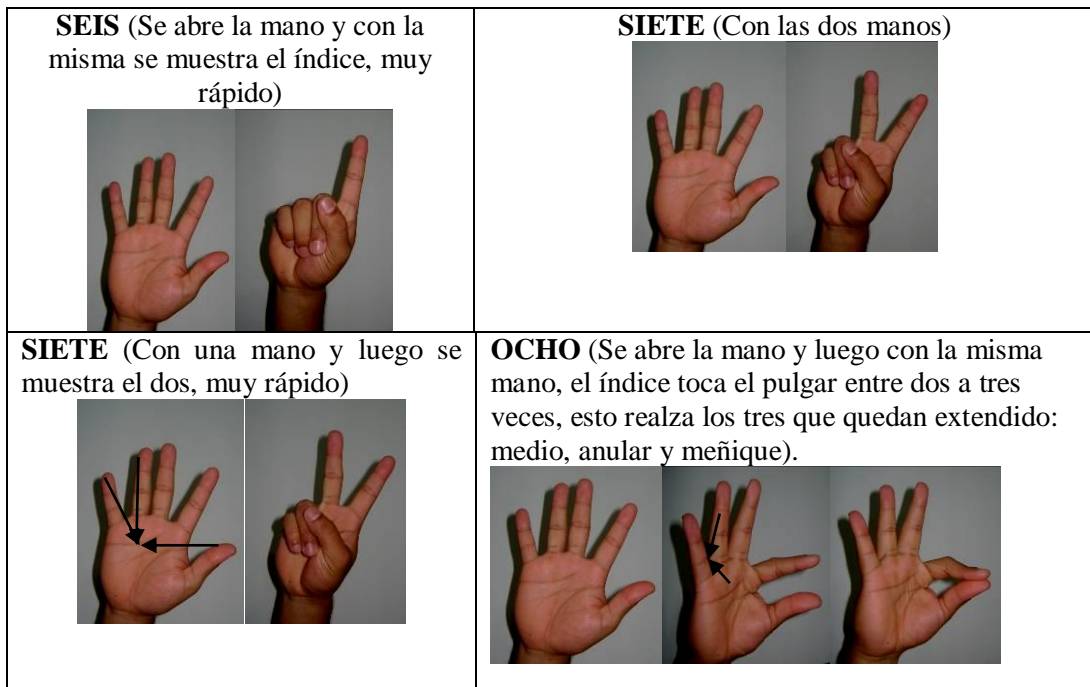 SEIS (Se abre la mano y con la
misma se muestra el índice, muy
rápido)
SIETE (Con las dos manos)
SIETE (Con una mano y luego se
muestra el dos, muy rápido)
OCHO (Se abre la mano y luego con la misma
mano, el índice toca el pulgar entre dos a tres
veces, esto realza los tres que quedan extendido:
medio, anular y meñique).